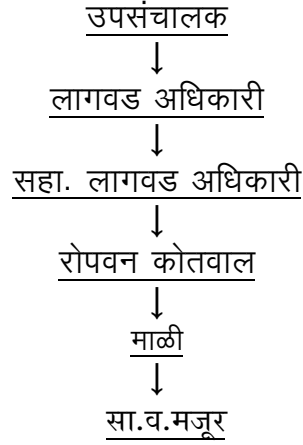 उपसंचालक
↓
लागवड अधिकारी
↓
सहा. लागवड अधिकारी
↓
रोपवन कोतवाल
↓
माळी
↓
सा.व.मजूर